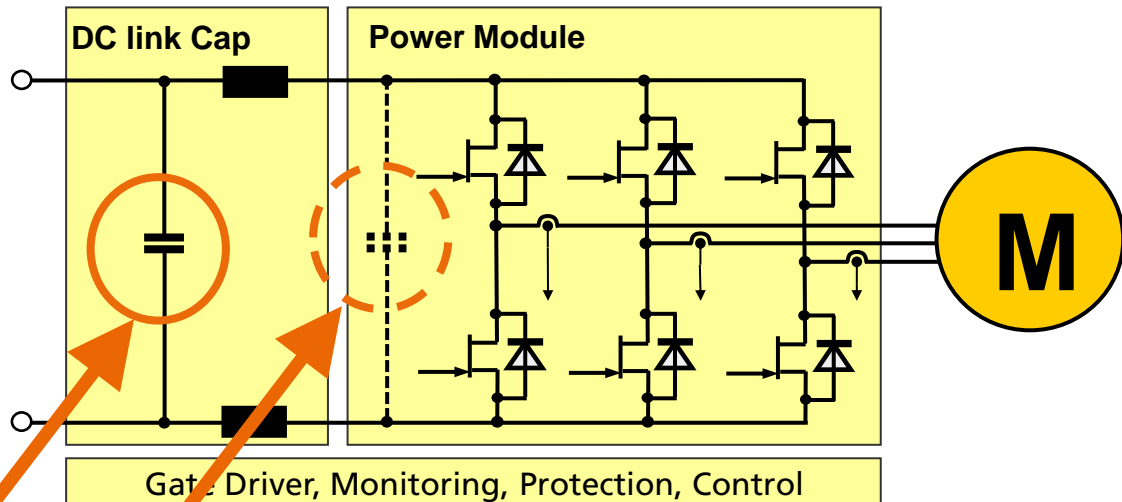 DC link Cap
Power Module
M
Gate Driver, Monitoring, Protection, Control